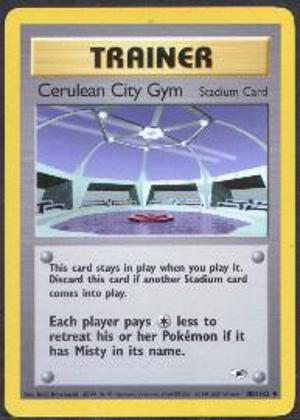 TRAINER
Cerulean City Gym Stadium Card
This card stays in play when you play it.
Discard this card if another Stadium card
comes into play.
Each player pays less to
retreat his or her Pokémon if it
has Misty in its name.